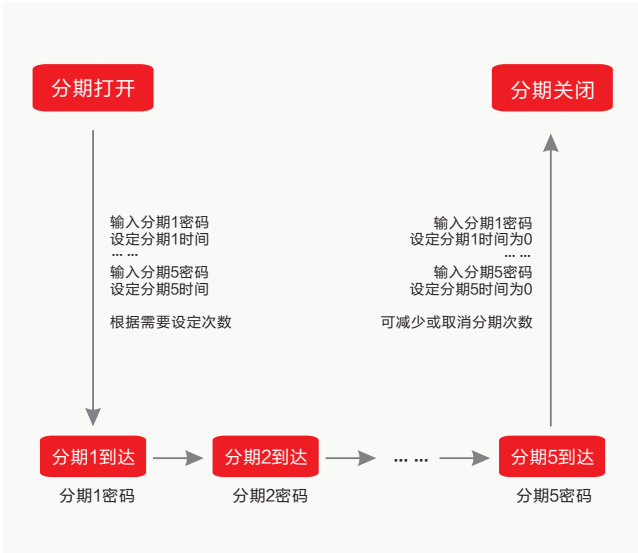 分期打开
分期关闭
输入分期1密码
设定分期1时间
... ...
输入分期5密码
设定分期5时间
根据需要设定次数
输入分期1密码
设定分期1时间为0
... ...
输入分期5密码
设定分期5时间为0
可减少或取消分期次数
分期1到达
分期2到达
... ...
分期5到达
分期1密码
分期2密码
分期5密码